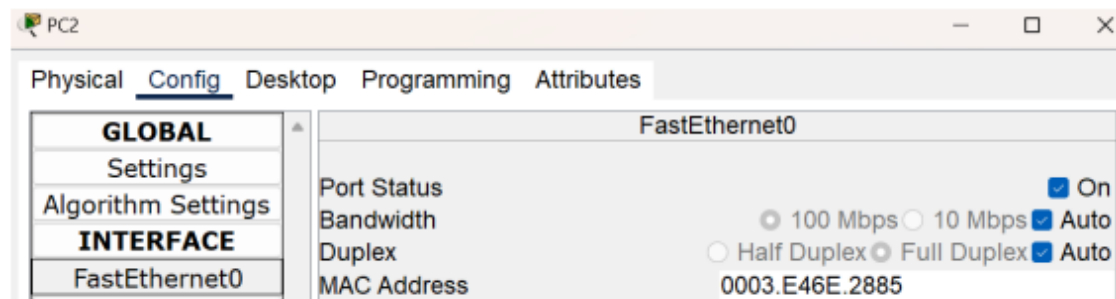 PC2
Physical Config Desktop Programming Attributes
GLOBAL
Settings
Algorithm Settings
INTERFACE
FastEthernet0
FastEthernet0
Port Status On
Bandwidth 100 Mbps 10 Mbps Auto
Duplex Half Duplex Full Duplex Auto
MAC Address 0003.E46E.2885